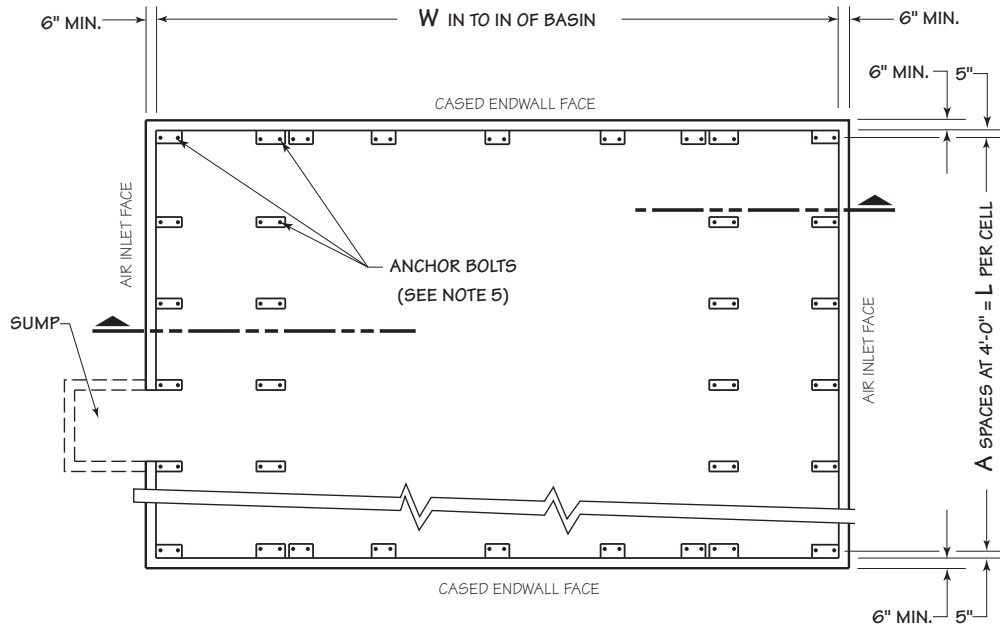 6" MIN.
W IN TO IN OF BASIN
6" MIN.
6" MIN.
5"
CASED ENDWALL FACE
AIR INLET FACE
ANCHOR BOLTS
(SEE NOTE 5)
SUMP
AIR INLET FACE
A SPACES AT 4'-0" = L PER CELL
CASED ENDWALL FACE
6" MIN.
5"